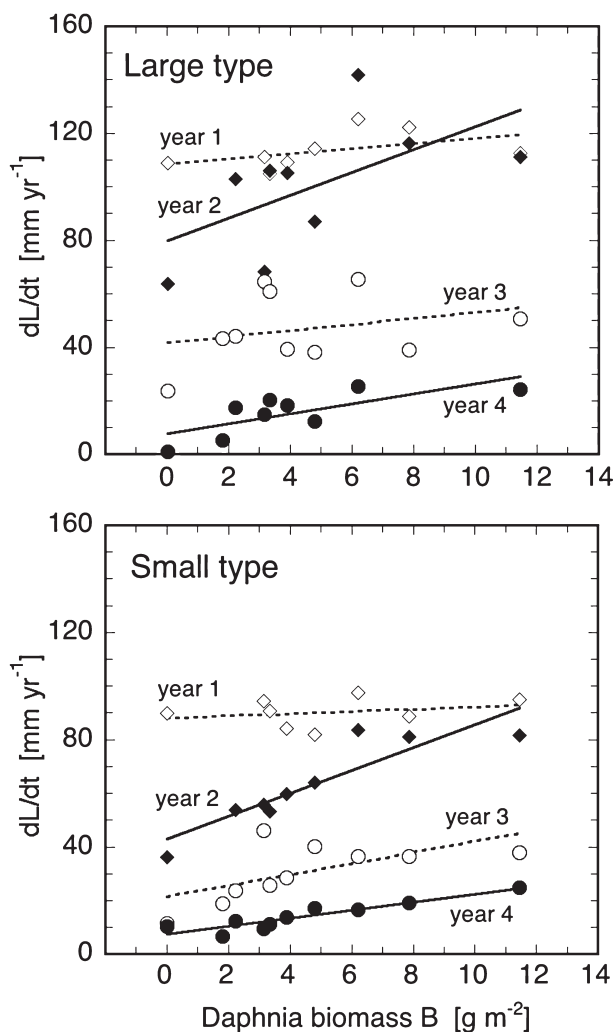 160
Large type
year 1
120
year 2
80
dL/dt [mm yr⁻¹]
year 3
40
year 4
0
0 2 4 6 8 10 12 14
160
Small type
120
year 1
80
dL/dt [mm yr⁻¹]
year 2
year 3
40
year 4
0
0 2 4 6 8 10 12 14
Daphnia biomass B [g m⁻²]